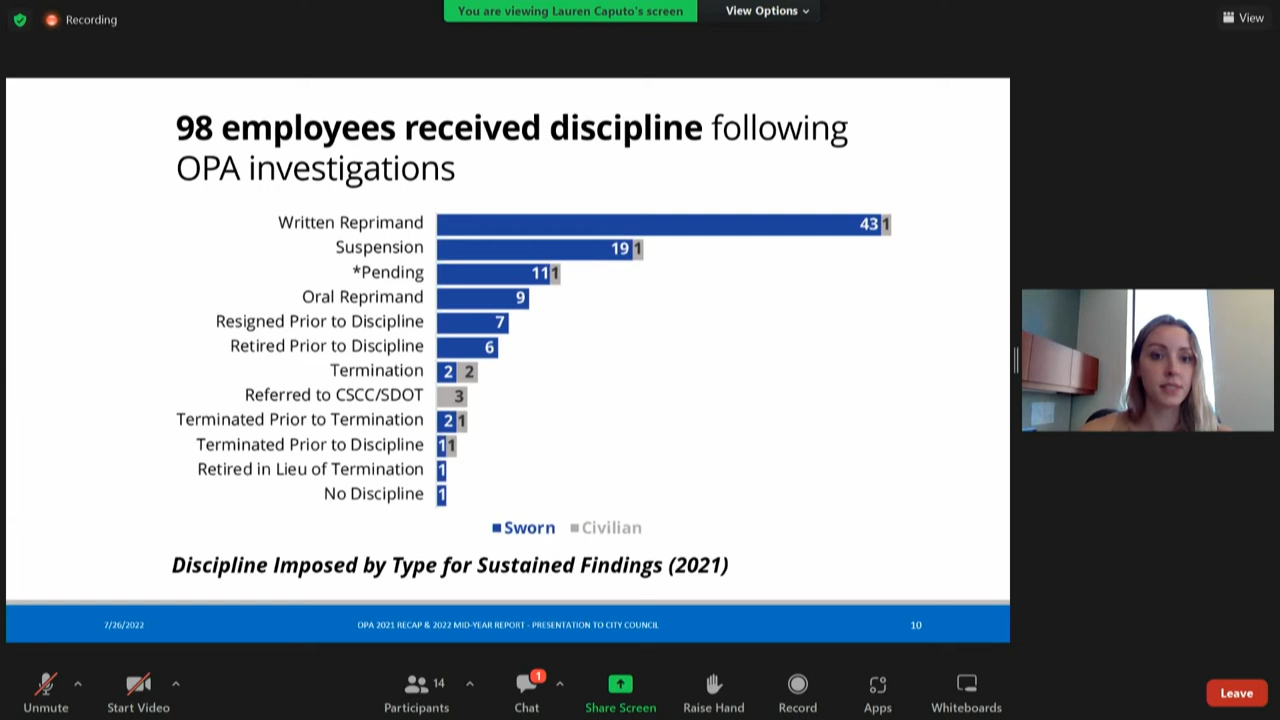 Recording
You are viewing Lauren Caputo's screen
View Options
View
98 employees received discipline following
OPA investigations
Written Reprimand 43 1
Suspension 19 1
*Pending 11 1
Oral Reprimand 9
Resigned Prior to Discipline 7
Retired Prior to Discipline 6
Termination 2 2
Referred to CSCC/SDOT 3
Terminated Prior to Termination 2 1
Terminated Prior to Discipline 1 1
Retired in Lieu of Termination 1
No Discipline 1
Sworn Civilian
Discipline Imposed by Type for Sustained Findings (2021)
7/26/2022 OPA 2021 RECAP & 2022 MID-YEAR REPORT - PRESENTATION TO CITY COUNCIL 10
14 1
Unmute Start Video Participants Chat Share Screen Raise Hand Record Apps Whiteboards Leave